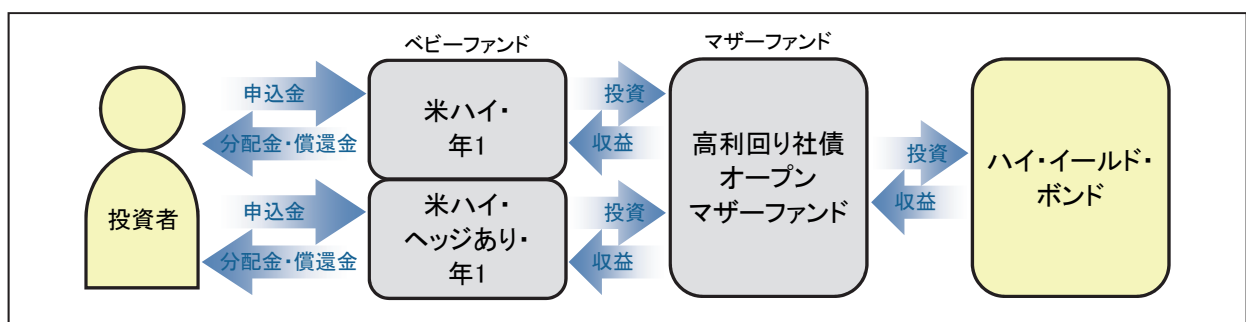 ベビーファンド
マザーファンド
申込金
分配金・償還金
米ハイ・
年1
投資
収益
投資者
申込金
分配金・償還金
米ハイ・
ヘッジあり・
年1
投資
収益
高利回り社債
オープン
マザーファンド
投資
収益
ハイ・イールド・
ボンド